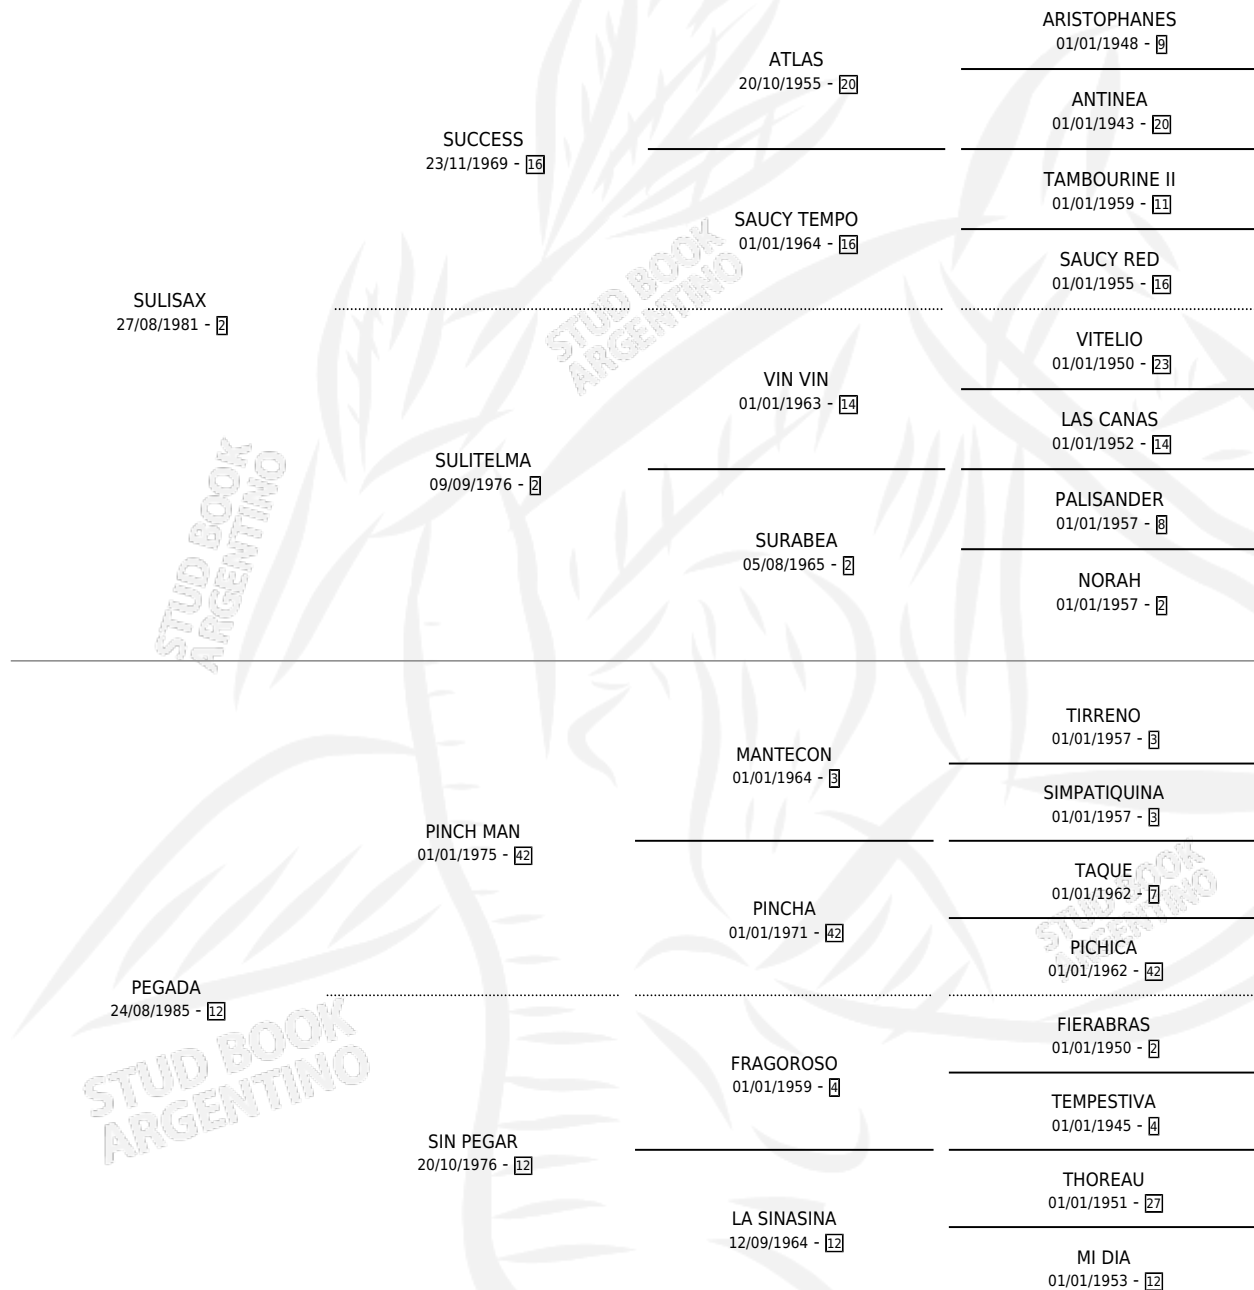 SULISAX
27/08/1981 - 2
SUCCESS
23/11/1969 - 16
SULITELMA
09/09/1976 - 2
ATLAS
20/10/1955 - 20
SAUCY TEMPO
01/01/1964 - 16
VIN VIN
01/01/1963 - 14
SURABEA
05/08/1965 - 2
ARISTOPHANES
01/01/1948 - 9
ANTINEA
01/01/1943 - 20
TAMBOURINE II
01/01/1959 - 11
SAUCY RED
01/01/1955 - 16
VITELIO
01/01/1950 - 23
LAS CANAS
01/01/1952 - 14
PALISANDER
01/01/1957 - 8
NORAH
01/01/1957 - 2
PEGADA
24/08/1985 - 12
PINCH MAN
01/01/1975 - 42
SIN PEGAR
20/10/1976 - 12
MANTECON
01/01/1964 - 3
PINCHA
01/01/1971 - 42
FRAGOROSO
01/01/1959 - 4
LA SINASINA
12/09/1964 - 12
TIRRENO
01/01/1957 - 3
SIMPATIQUINA
01/01/1957 - 3
TAQUE
01/01/1962 - 7
PICHICA
01/01/1962 - 42
FIERABRAS
01/01/1950 - 2
TEMPESTIVA
01/01/1945 - 4
THOREAU
01/01/1951 - 27
MI DIA
01/01/1953 - 12
STUD BOOK
ARGENTINO
STUD BOOK
ARGENTINO
STUD BOOK
ARGENTINO
STUD BOOK
ARGENTINO